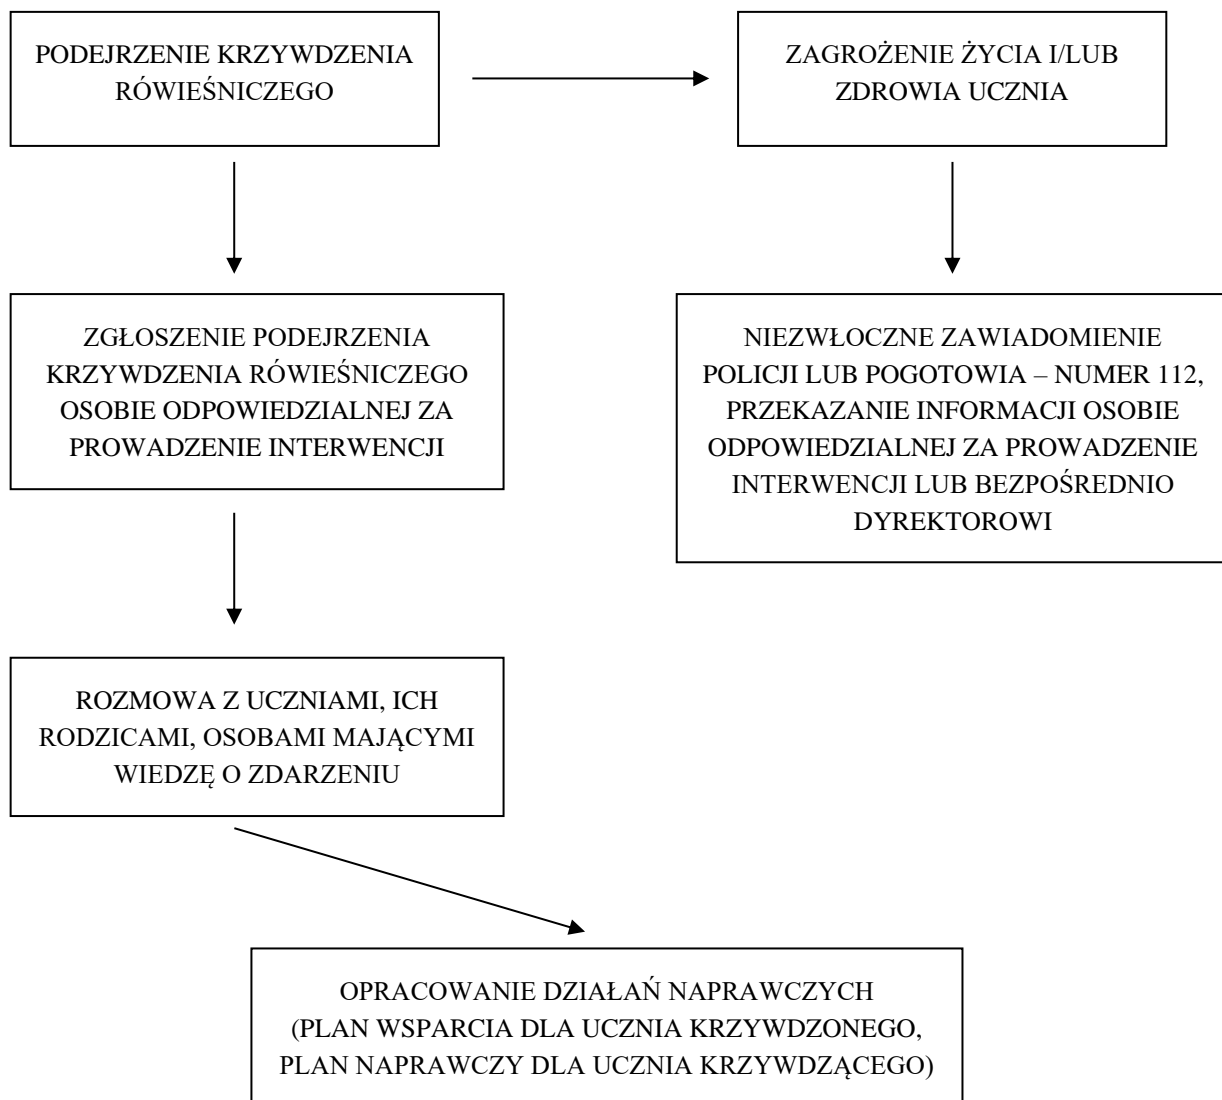 PODEJRZENIE KRZYWDZENIA
RÓWIEŚNICZEGO
ZAGROŻENIE ŻYCIA I/LUB
ZDROWIA UCZNIA
ZGŁOSZENIE PODEJRZENIA
KRZYWDZENIA RÓWIEŚNICZEGO
OSOBIE ODPOWIEDZIALNEJ ZA
PROWADZENIE INTERWENCJI
NIEZWŁOCZNE ZAWIADOMIENIE
POLICJI LUB POGOTOWIA – NUMER 112,
PRZEKAZANIE INFORMACJI OSOBIE
ODPOWIEDZIALNEJ ZA PROWADZENIE
INTERWENCJI LUB BEZPOŚREDNIO
DYREKTOROWI
ROZMOWA Z UCZNIAMI, ICH
RODZICAMI, OSOBAMI MAJĄCYMI
WIEDZĘ O ZDARZENIU
OPRACOWANIE DZIAŁAŃ NAPRAWCZYCH
(PLAN WSPARCIA DLA UCZNIA KRZYWDZONEGO,
PLAN NAPRAWCZY DLA UCZNIA KRZYWDZĄCEGO)